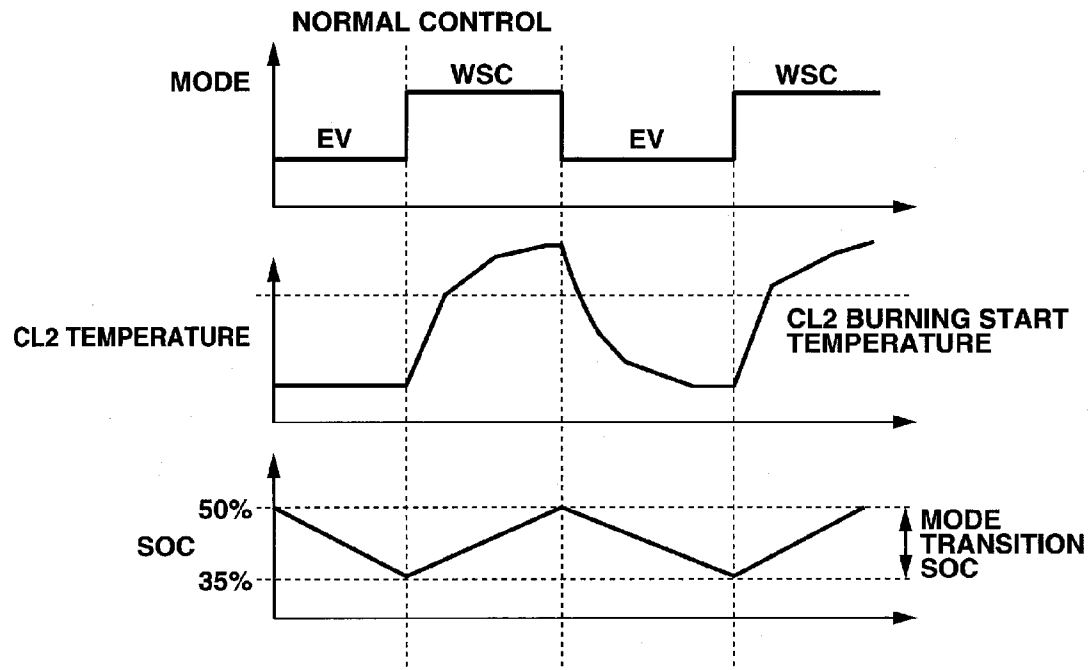 NORMAL CONTROL
MODE
WSC
WSC
EV
EV
CL2 TEMPERATURE
CL2 BURNING START
TEMPERATURE
50%
SOC
35%
MODE
TRANSITION
SOC